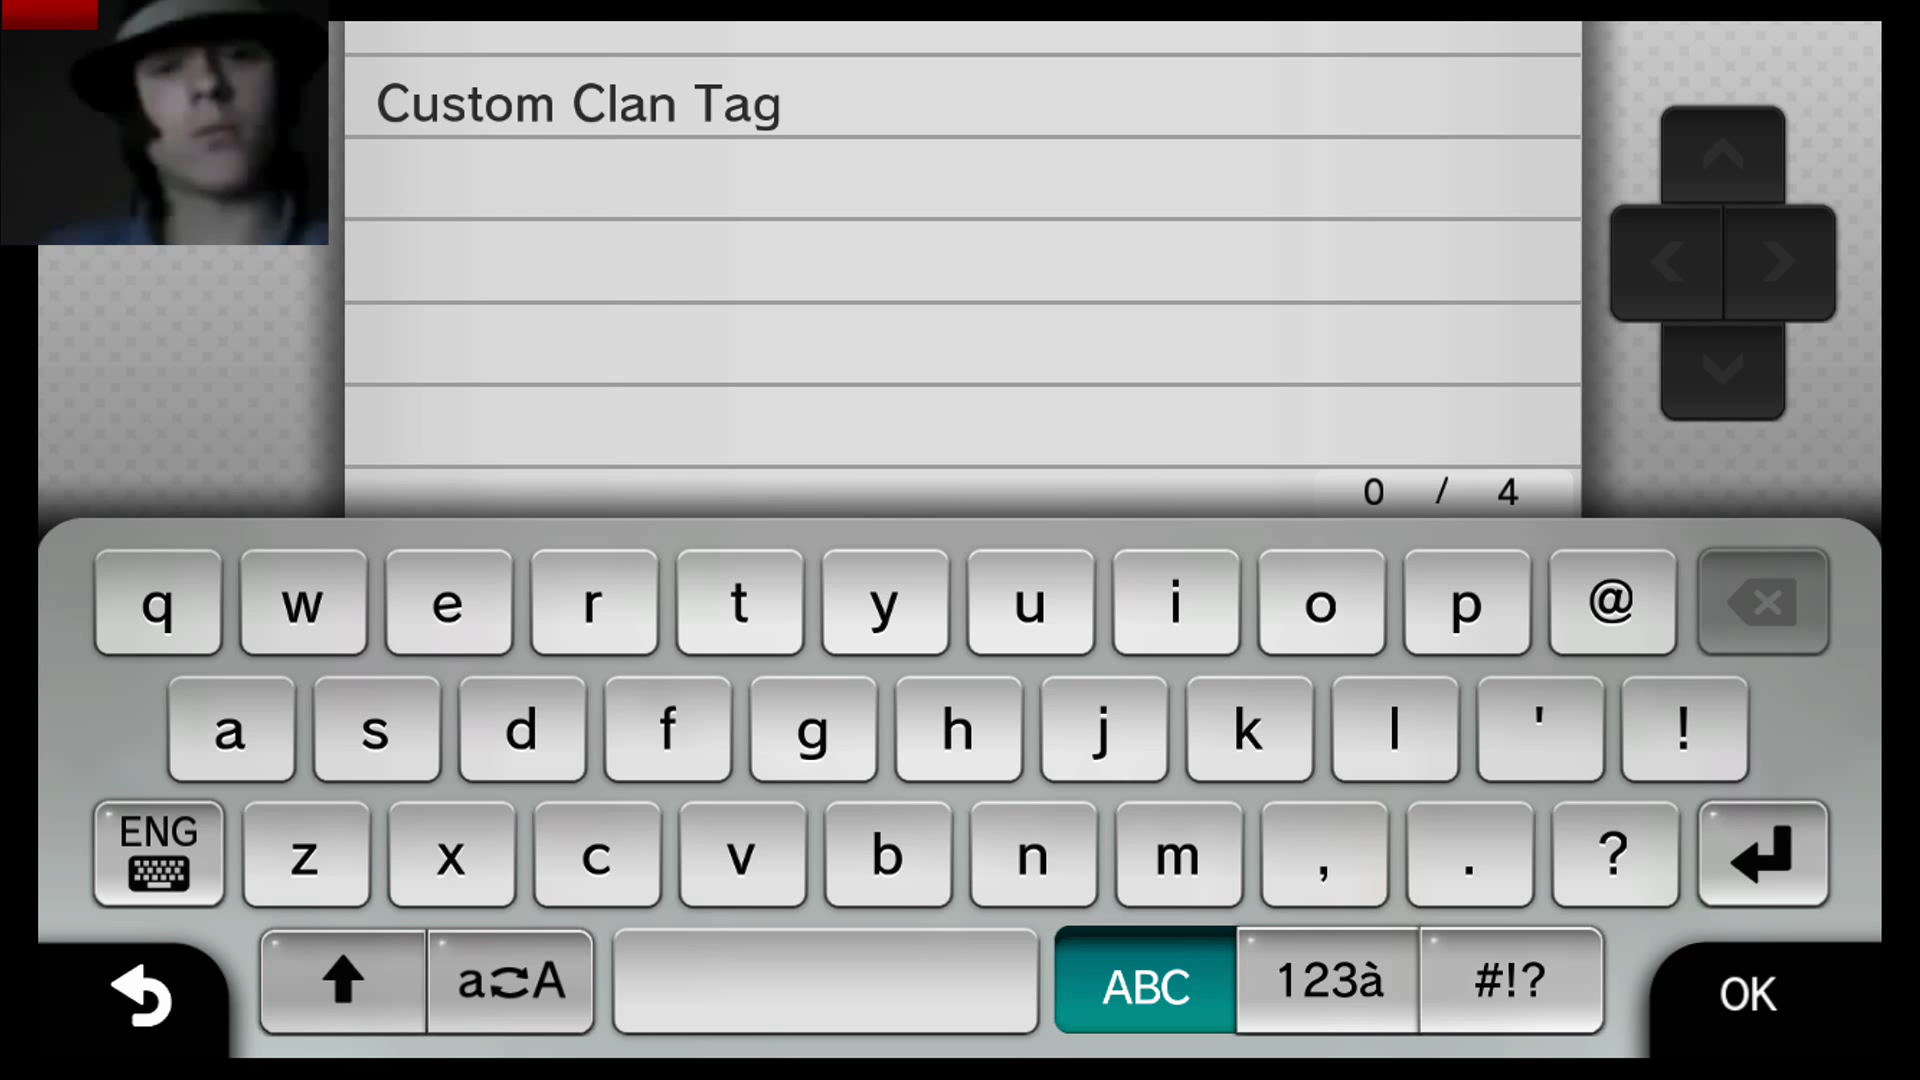 Custom Clan Tag
0 / 4
q w e r t y u i o p @
a s d f g h j k l ' !
ENG z x c v b n m , . ?
a A ABC 123à #!? OK